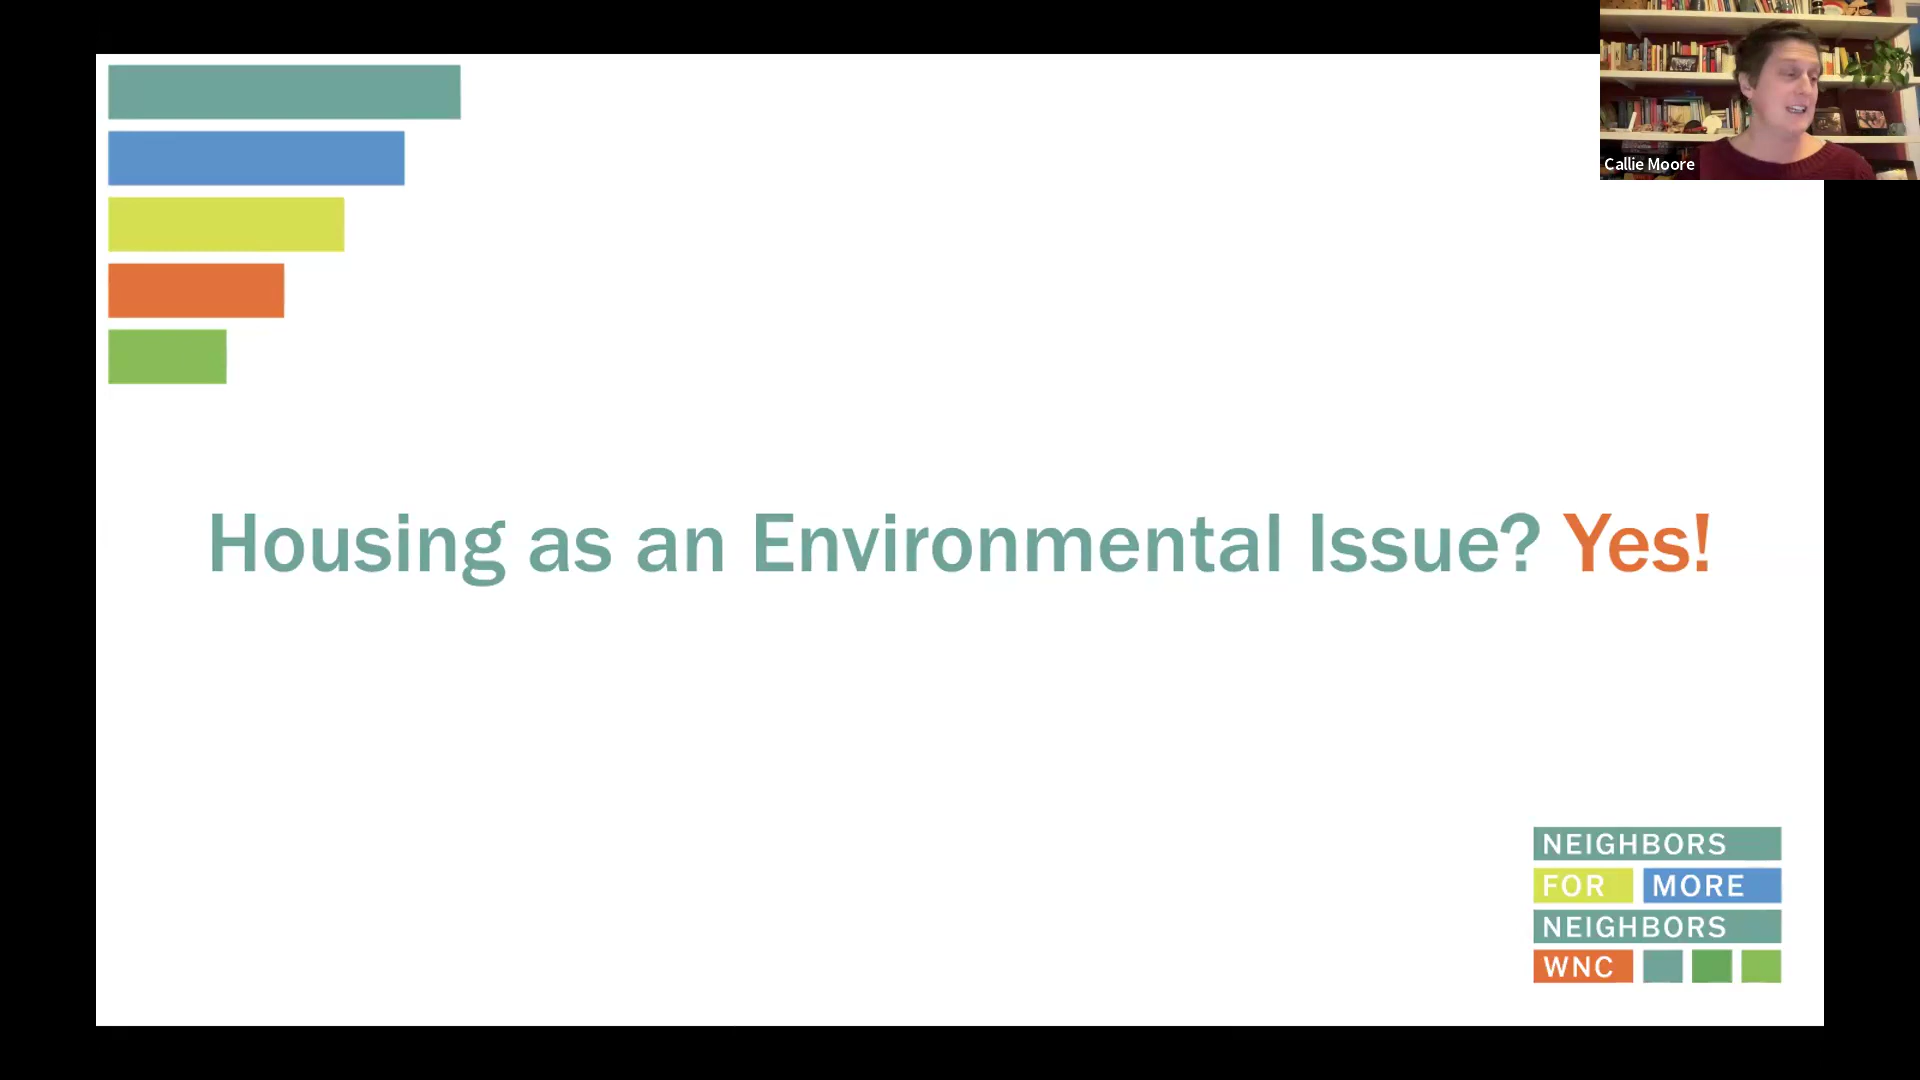 Callie Moore
Housing as an Environmental Issue? Yes!
NEIGHBORS
FOR MORE
NEIGHBORS
WNC